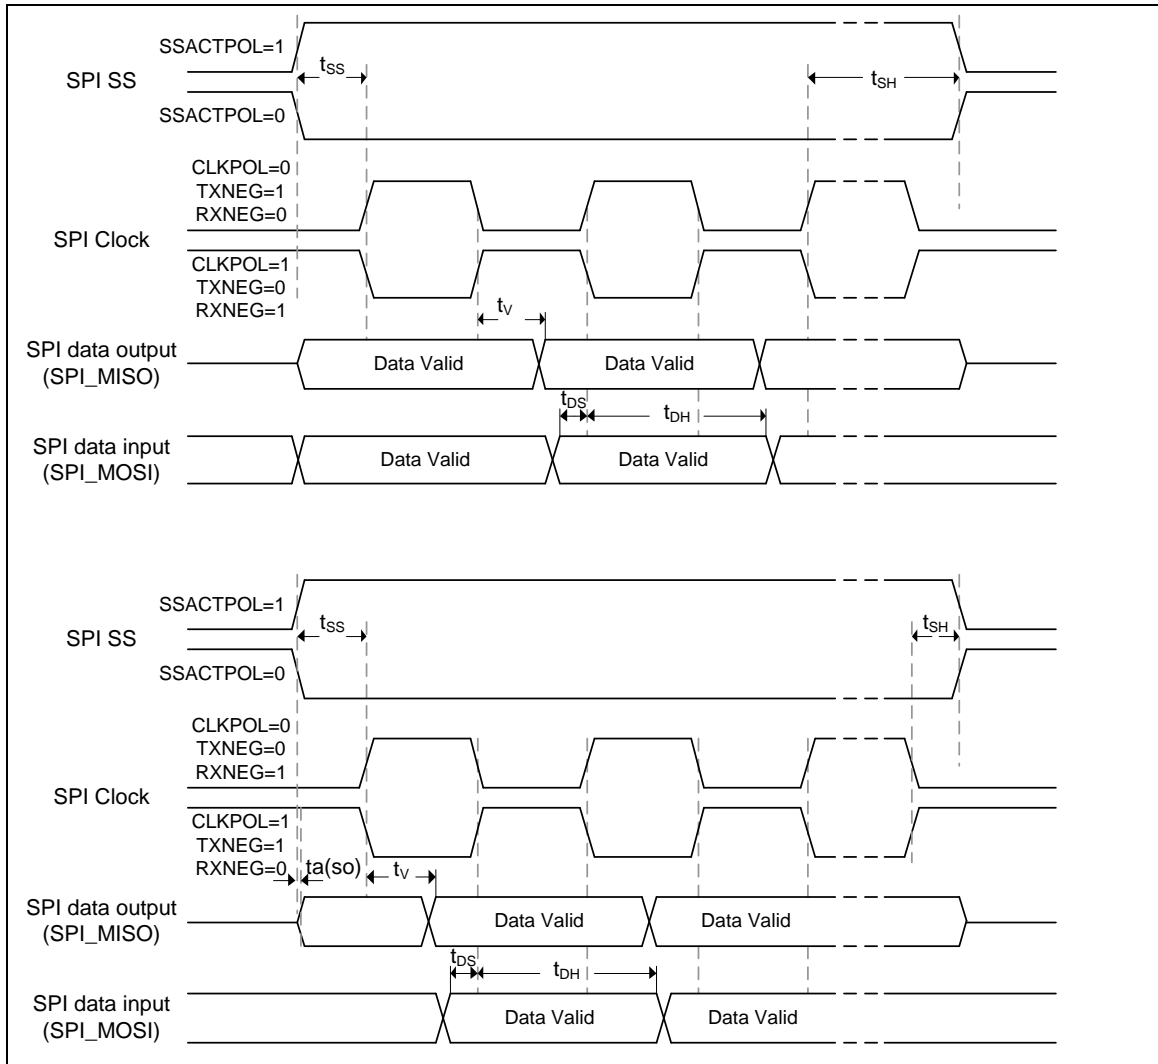 SSACTPOL=1
SPI SS
tSS
tSH
SSACTPOL=0
CLKPOL=0
TXNEG=1
RXNEG=0
SPI Clock
CLKPOL=1
TXNEG=0
RXNEG=1
tV
SPI data output
(SPI_MISO)
Data Valid
Data Valid
tDS
tDH
SPI data input
(SPI_MOSI)
Data Valid
Data Valid
SSACTPOL=1
SPI SS
tSS
tSH
SSACTPOL=0
CLKPOL=0
TXNEG=0
RXNEG=1
SPI Clock
CLKPOL=1
TXNEG=1
RXNEG=0
ta(so)
tV
SPI data output
(SPI_MISO)
Data Valid
Data Valid
tDS
tDH
SPI data input
(SPI_MOSI)
Data Valid
Data Valid